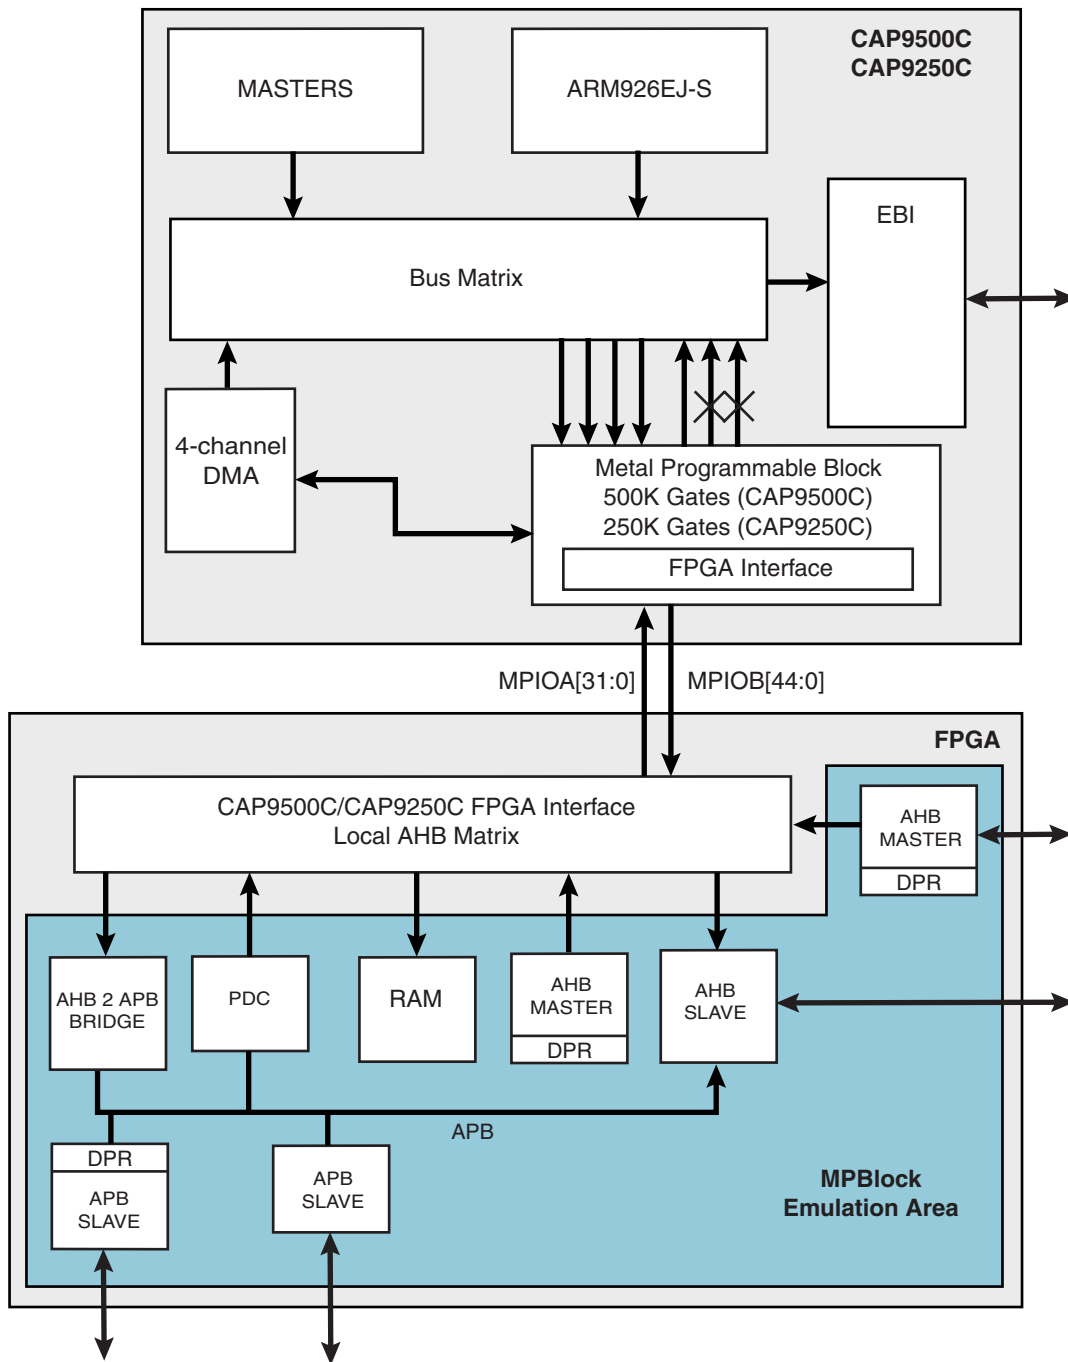 CAP9500C
CAP9250C
MASTERS
ARM926EJ-S
EBI
Bus Matrix
4-channel
DMA
Metal Programmable Block
500K Gates (CAP9500C)
250K Gates (CAP9250C)
FPGA Interface
MPIOA[31:0]
MPIOB[44:0]
FPGA
CAP9500C/CAP9250C FPGA Interface
Local AHB Matrix
AHB
MASTER
DPR
AHB 2 APB
BRIDGE
PDC
RAM
AHB
MASTER
DPR
AHB
SLAVE
APB
DPR
APB
SLAVE
APB
SLAVE
MPBlock
Emulation Area